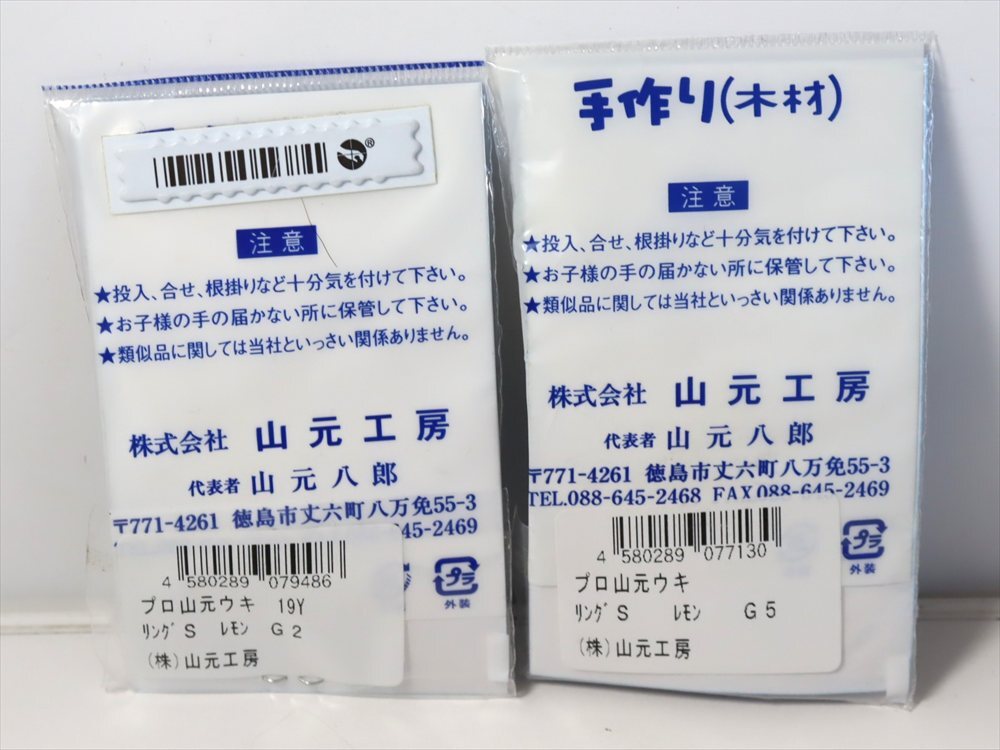 ®
注意
★投入、合せ、根掛りなど十分気を付けて下さい。
★お子様の手の届かない所に保管して下さい。
★類似品に関しては当社といっさい関係ありません。
株式会社 山元工房
代表者 山元八郎
〒771-4261 徳島市丈六町八万免55-3
645-2469
4 580289 079486
プラ
外装
プロ山元ウキ 19Y
ﾘﾝｸﾞS ﾚﾓﾝ G2
(株)山元工房
手作り(木材)
注意
★投入、合せ、根掛りなど十分気を付けて下さい。
★お子様の手の届かない所に保管して下さい。
★類似品に関しては当社といっさい関係ありません。
株式会社 山元工房
代表者 山元八郎
〒771-4261 徳島市丈六町八万免55-3
TEL.088-645-2468 FAX.088-645-2469
4 580289 077130
プラ
外装
プロ山元ウキ
ﾘﾝｸﾞS ﾚﾓﾝ G5
(株)山元工房